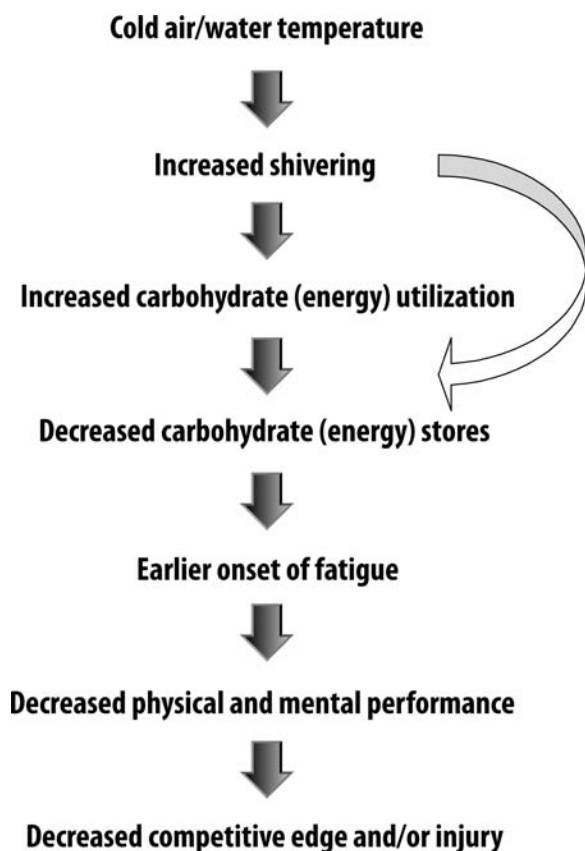 Cold air/water temperature
Increased shivering
Increased carbohydrate (energy) utilization
Decreased carbohydrate (energy) stores
Earlier onset of fatigue
Decreased physical and mental performance
Decreased competitive edge and/or injury